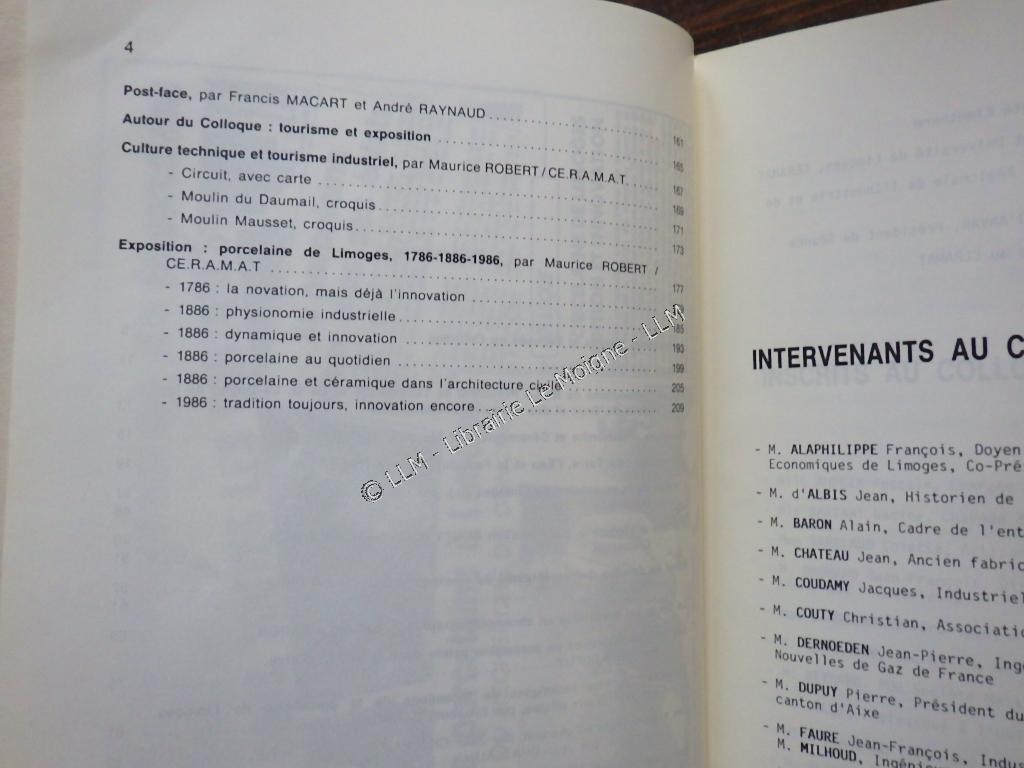 4
Post-face, par Francis MACART et André RAYNAUD 161
Autour du Colloque : tourisme et exposition 165
Culture technique et tourisme industriel, par Maurice ROBERT/CE.R.A.M.A.T. 167
- Circuit, avec carte 169
- Moulin du Daumail, croquis 171
- Moulin Mausset, croquis 173
Exposition : porcelaine de Limoges, 1786-1886-1986, par Maurice ROBERT /
CE.R.A.M.A.T 177
- 1786 : la novation, mais déjà l'innovation
- 1886 : physionomie industrielle 185
- 1886 : dynamique et innovation 193
- 1886 : porcelaine au quotidien 199
- 1886 : porcelaine et céramique dans l'architecture 205
- 1986 : tradition toujours, innovation encore 209
© LLM - Librairie Le Moigne - LLM
INTERVENANTS AU C
- M. ALAPHILIPPE François, Doyen
Economiques de Limoges, Co-Pré
- M. d'ALBIS Jean, Historien de
- M. BARON Alain, Cadre de l'ent
- M. CHATEAU Jean, Ancien fabric
- M. COUDAMY Jacques, Industriel
- M. COUTY Christian, Associatio
- M. DERNOEDEN Jean-Pierre, Ingé
Nouvelles de Gaz de France
- M. DUPUY Pierre, Président du
canton d'Aixe
- M. FAURE Jean-François, Indus
M. MILHOUD, Ingénieu